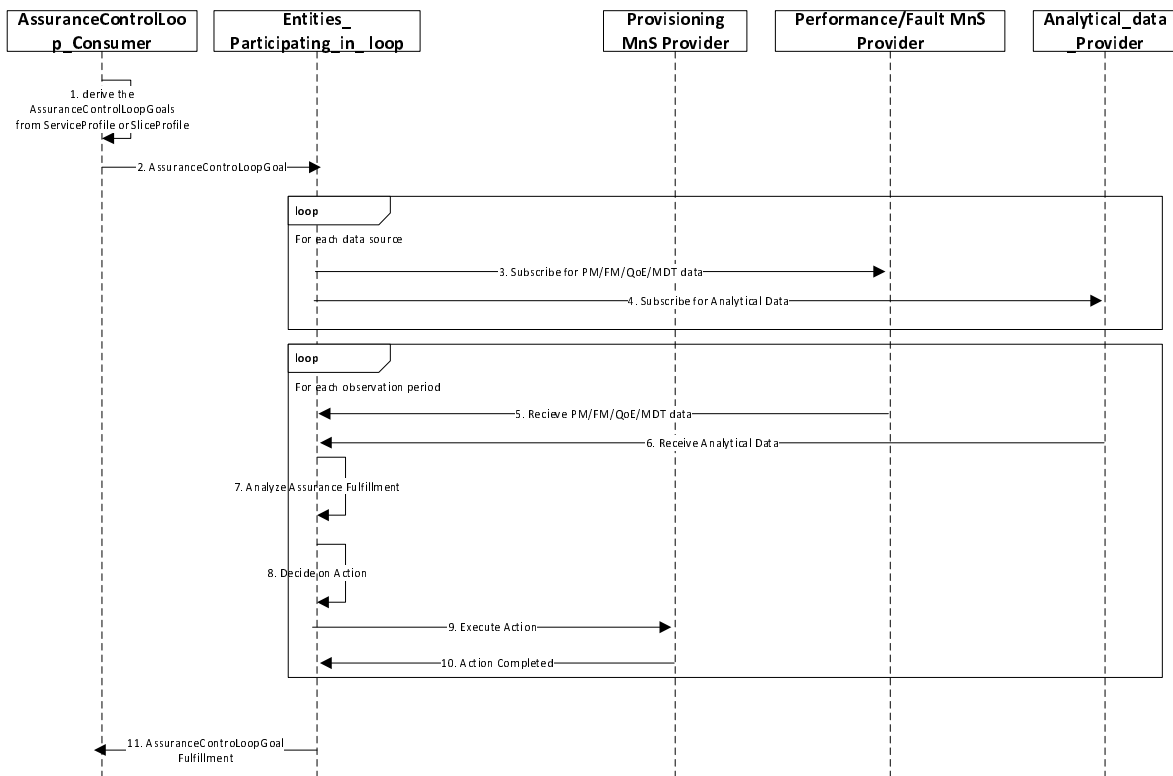 AssuranceControlLoo
p_Consumer
Entities_
Participating_in_ loop
Provisioning
MnS Provider
Performance/Fault MnS
Provider
Analytical_data
_Provider
1. derive the
AssuranceControlLoopGoals
from ServiceProfile or SliceProfile
2. AssuranceControLoopGoal
loop
For each data source
3. Subscribe for PM/FM/QoE/MDT data
4. Subscribe for Analytical Data
loop
For each observation period
5. Recieve PM/FM/QoE/MDT data
6. Receive Analytical Data
7. Analyze Assurance Fulfillment
8. Decide on Action
9. Execute Action
10. Action Completed
11. AssuranceControLoopGoal
Fulfillment